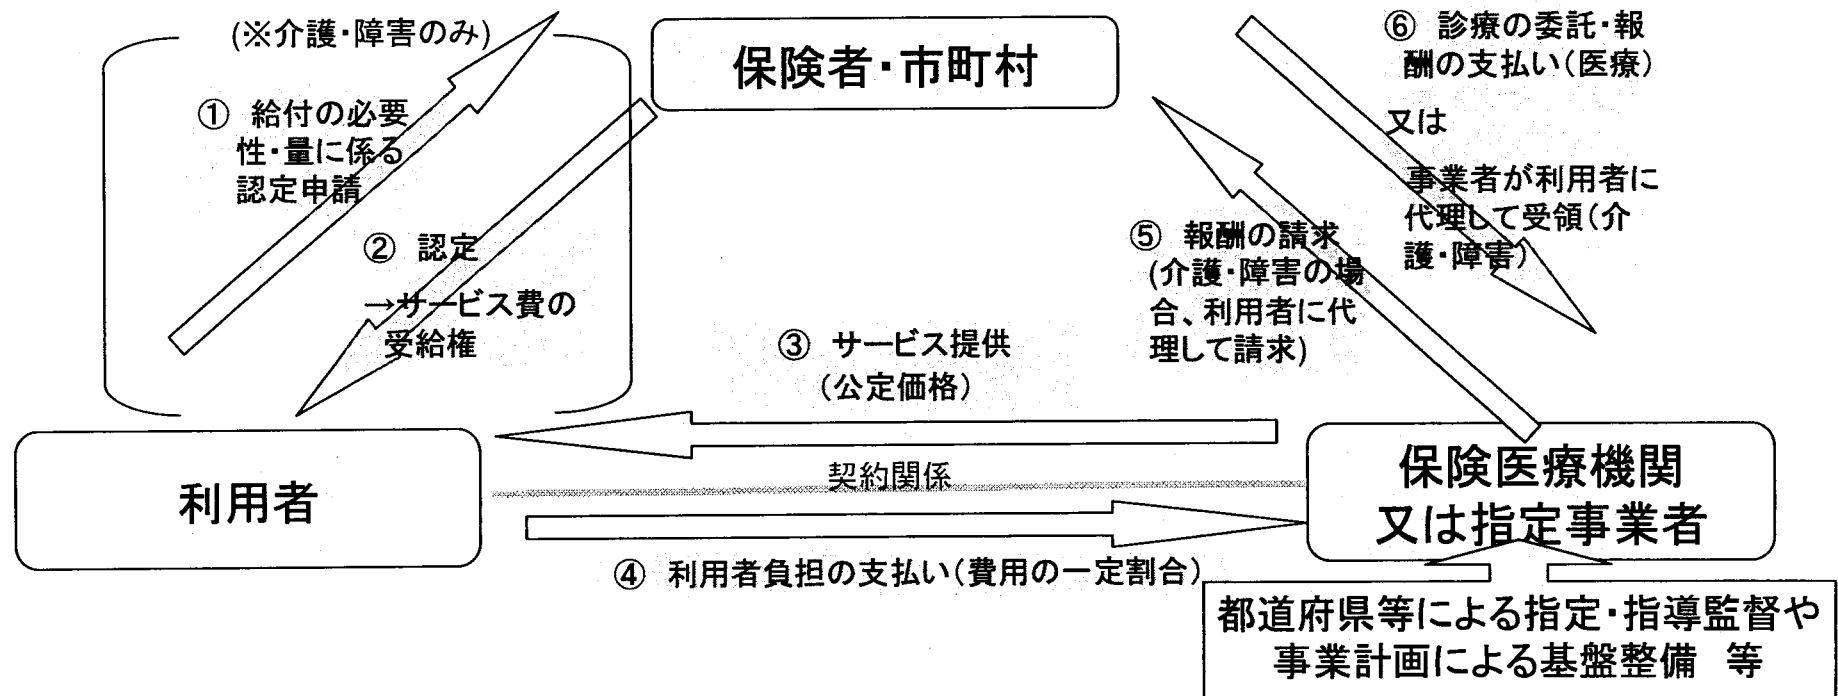 (※介護・障害のみ)
保険者・市町村
① 給付の必要
性・量に係る
認定申請
② 認定
→サービス費の
受給権
③ サービス提供
(公定価格)
契約関係
④ 利用者負担の支払い(費用の一定割合)
⑤ 報酬の請求
(介護・障害の場
合、利用者に代
理して請求)
⑥ 診療の委託・報
酬の支払い(医療)
又は
事業者が利用者に
代理して受領(介
護・障害)
利用者
保険医療機関
又は指定事業者
都道府県等による指定・指導監督や
事業計画による基盤整備 等